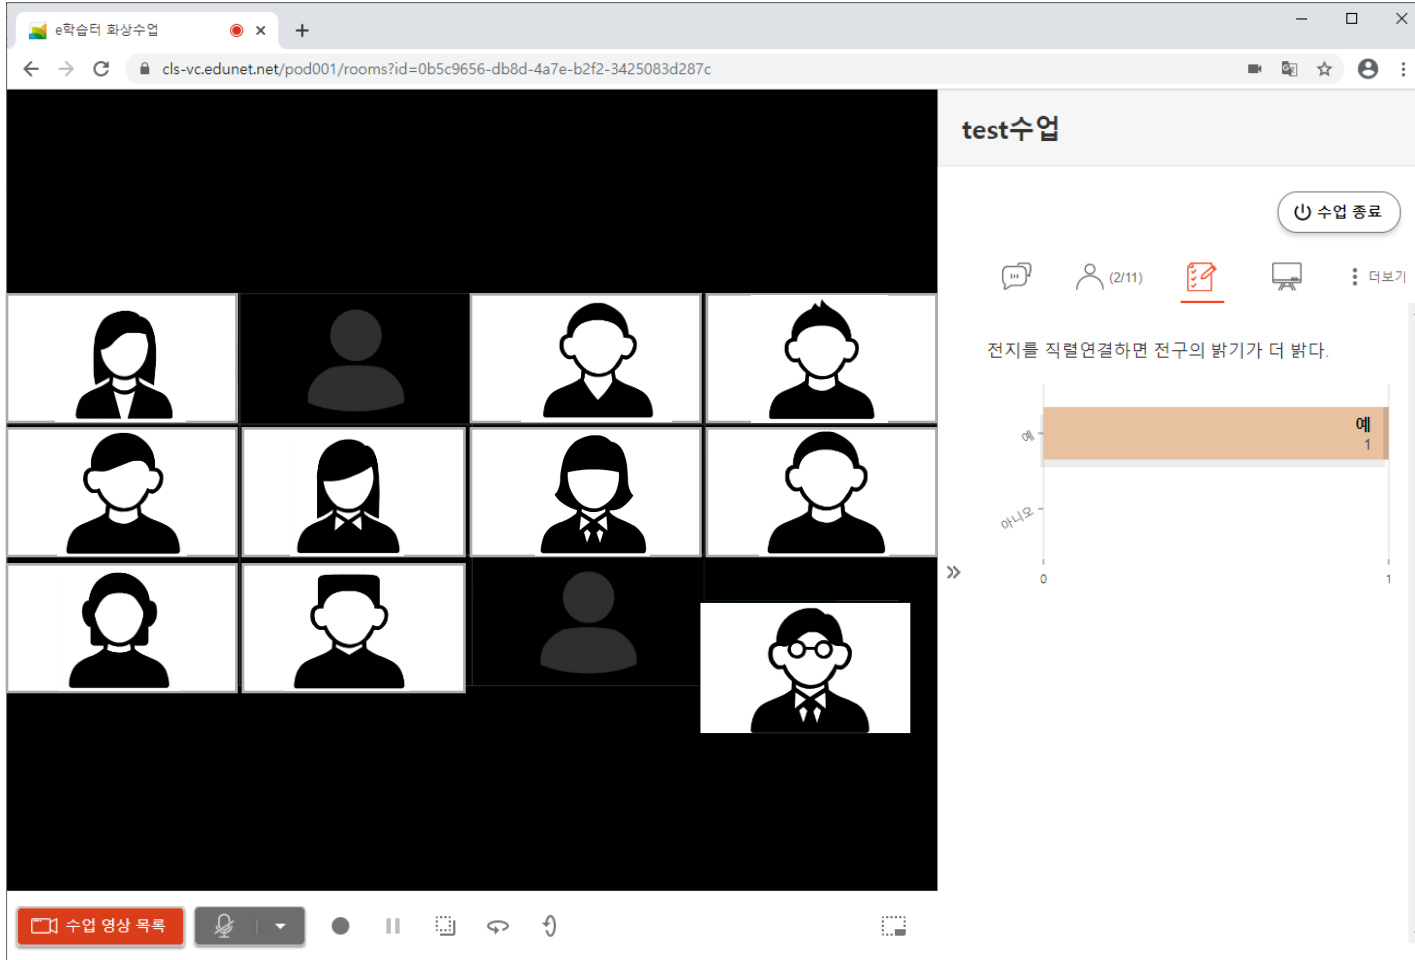 e학습터 화상수업
cls-vc.edunet.net/pod001/rooms?id=0b5c9656-db8d-4a7e-b2f2-3425083d287c
test수업
수업 종료
(2/11)
더보기
전지를 직렬연결하면 전구의 밝기가 더 밝다.
예
예
1
아니오
0
1
수업 영상 목록